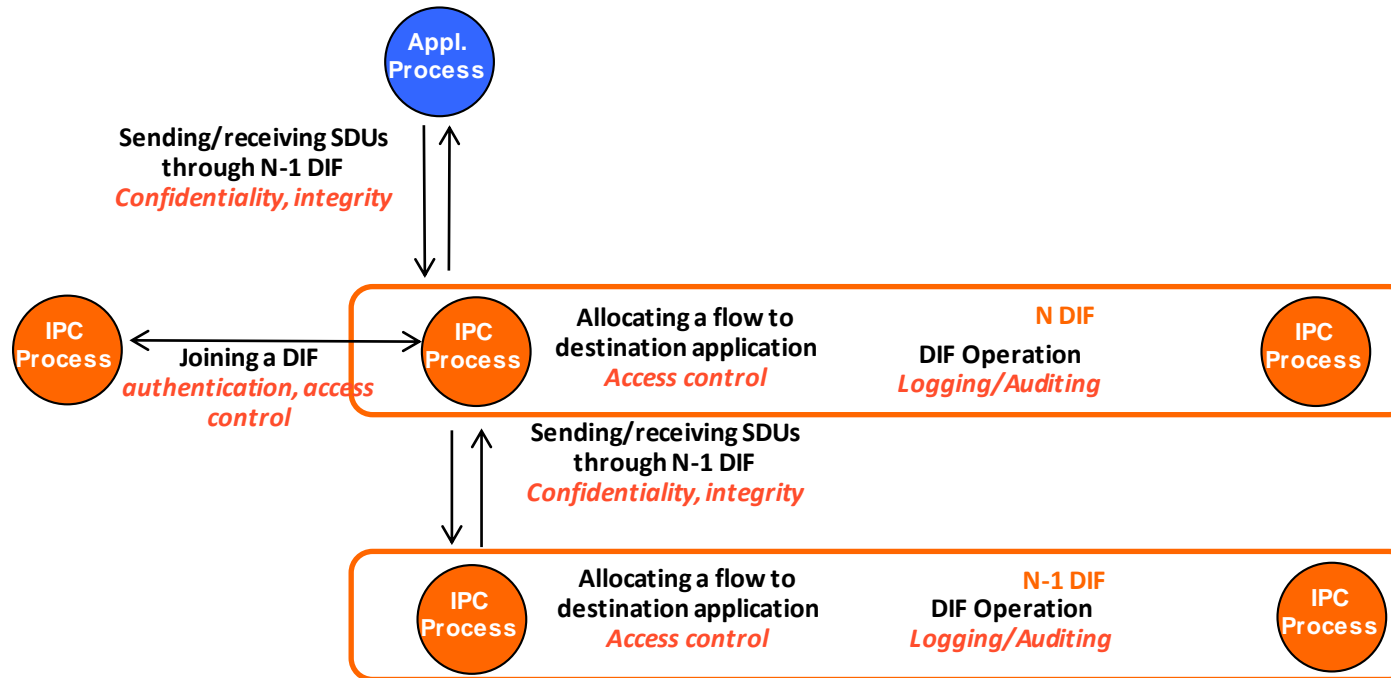 Appl.
Process
Sending/receiving SDUs
through N-1 DIF
Confidentiality, integrity
IPC
Process
Joining a DIF
authentication, access
control
IPC
Process
Allocating a flow to
destination application
Access control
N DIF
DIF Operation
Logging/Auditing
IPC
Process
Sending/receiving SDUs
through N-1 DIF
Confidentiality, integrity
IPC
Process
Allocating a flow to
destination application
Access control
N-1 DIF
DIF Operation
Logging/Auditing
IPC
Process